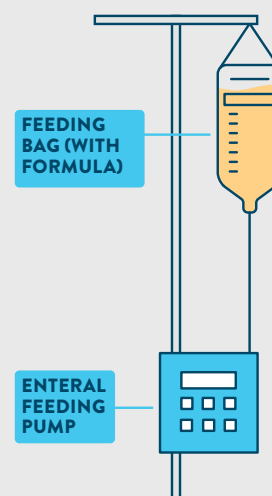 FEEDING
BAG (WITH
FORMULA)
ENTERAL
FEEDING
PUMP